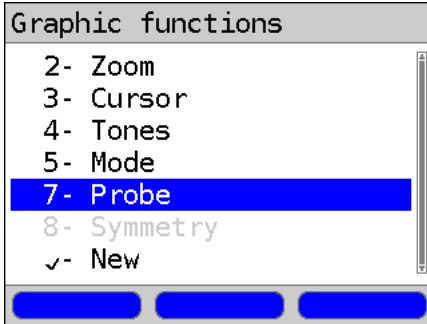 Graphic functions
2- Zoom
3- Cursor
4- Tones
5- Mode
7- Probe
8- Symmetry
✓- New